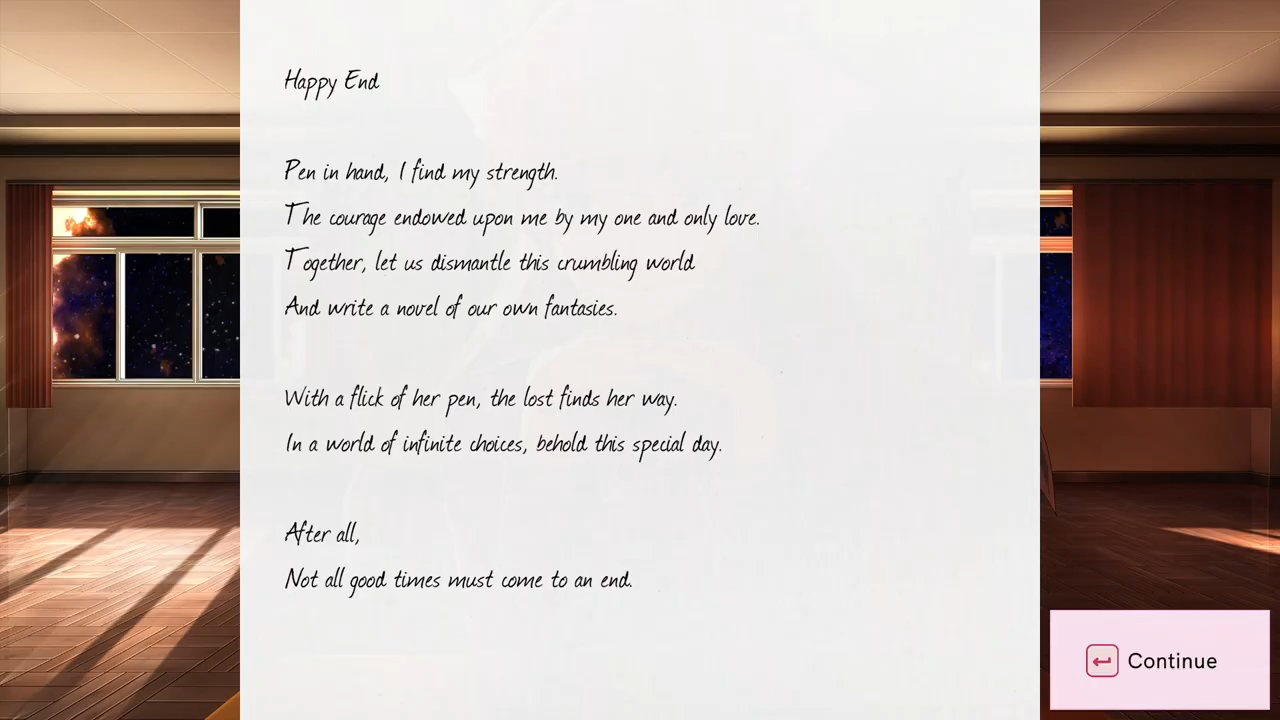 Happy End
Pen in hand, I find my strength.
The courage endowed upon me by my one and only love.
Together, let us dismantle this crumbling world
And write a novel of our own fantasies.
With a flick of her pen, the lost finds her way.
In a world of infinite choices, behold this special day.
After all,
Not all good times must come to an end.
Continue